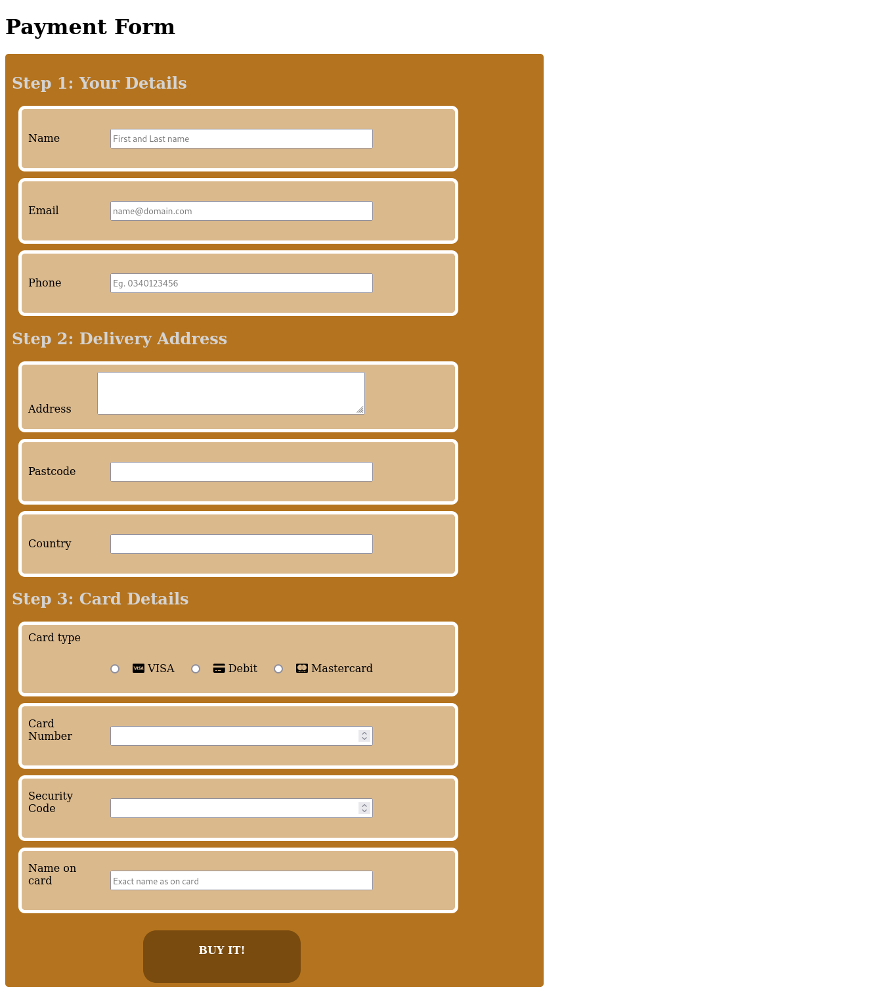 Payment Form
Step 1: Your Details
Name
First and Last name
Email
name@domain.com
Phone
Eg. 0340123456
Step 2: Delivery Address
Address
Pastcode
Country
Step 3: Card Details
Card type
VISA VISA Debit Mastercard
Card
Number
Security
Code
Name on
card
Exact name as on card
BUY IT!